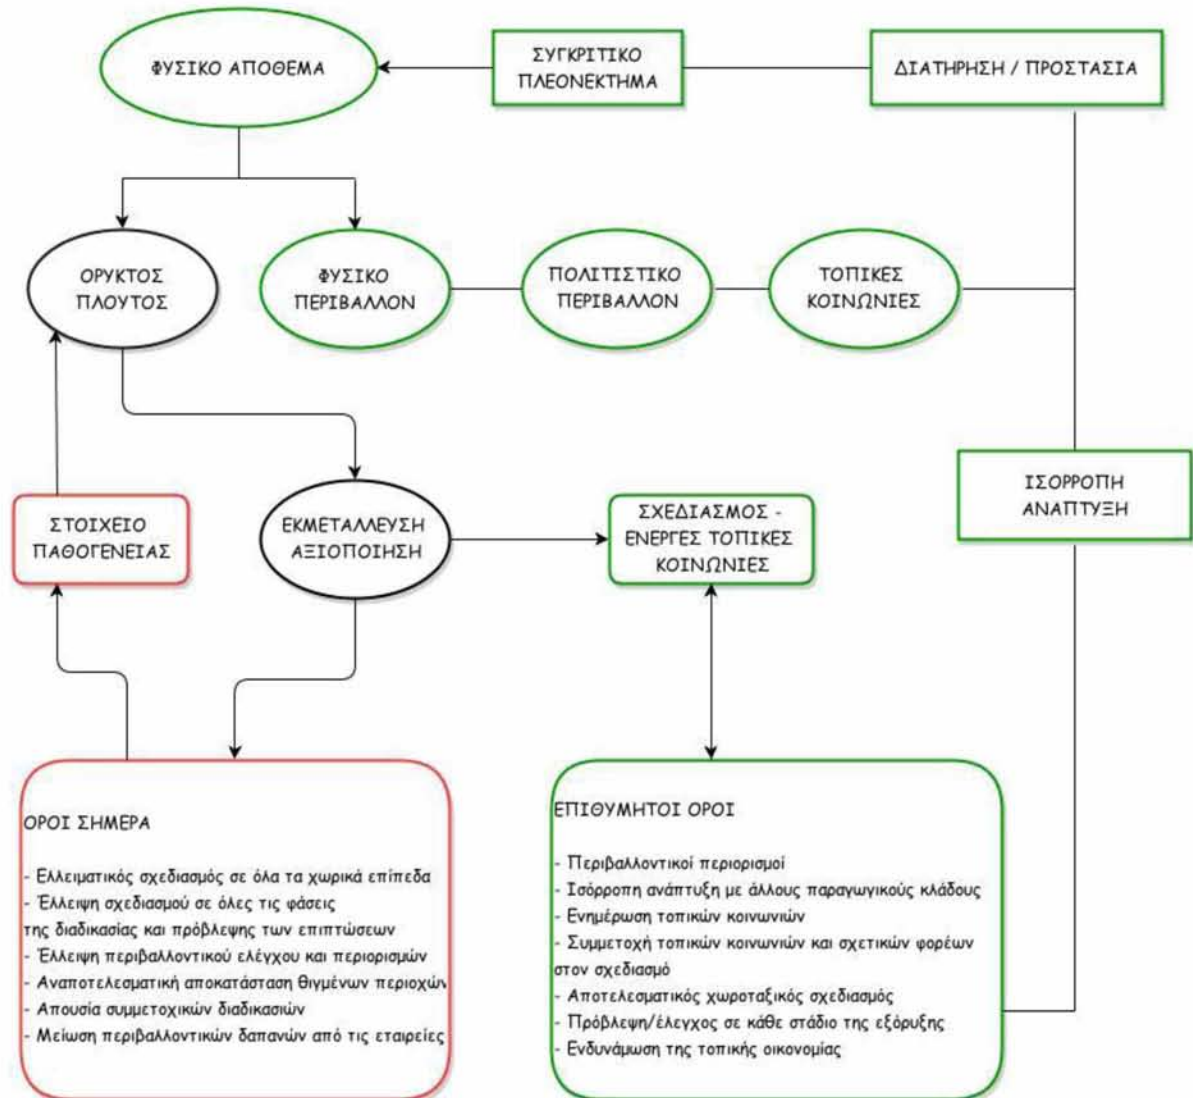 ΦΥΣΙΚΟ ΑΠΟΘΕΜΑ
ΣΥΓΚΡΙΤΙΚΟ
ΠΛΕΟΝΕΚΤΗΜΑ
ΔΙΑΤΗΡΗΣΗ / ΠΡΟΣΤΑΣΙΑ
ΟΡΥΚΤΟΣ
ΠΛΟΥΤΟΣ
ΦΥΣΙΚΟ
ΠΕΡΙΒΑΛΛΟΝ
ΠΟΛΙΤΙΣΤΙΚΟ
ΠΕΡΙΒΑΛΛΟΝ
ΤΟΠΙΚΕΣ
ΚΟΙΝΩΝΙΕΣ
ΙΣΟΡΡΟΠΗ
ΑΝΑΠΤΥΞΗ
ΣΤΟΙΧΕΙΟ
ΠΑΘΟΓΕΝΕΙΑΣ
ΕΚΜΕΤΑΛΛΕΥΣΗ
ΑΞΙΟΠΟΙΗΣΗ
ΣΧΕΔΙΑΣΜΟΣ -
ΕΝΕΡΓΕΣ ΤΟΠΙΚΕΣ
ΚΟΙΝΩΝΙΕΣ
ΟΡΟΙ ΣΗΜΕΡΑ
- Ελλειματικός σχεδιασμός σε όλα τα χωρικά επίπεδα
- Έλλειψη σχεδιασμού σε όλες τις φάσεις
της διαδικασίας και πρόβλεψης των επιπτώσεων
- Έλλειψη περιβαλλοντικού ελέγχου και περιορισμών
- Αναποτελεσματική αποκατάσταση θιγμένων περιοχών
- Απουσία συμμετοχικών διαδικασιών
- Μείωση περιβαλλοντικών δαπανών από τις εταιρείες
ΕΠΙΘΥΜΗΤΟΙ ΟΡΟΙ
- Περιβαλλοντικοί περιορισμοί
- Ισόρροπη ανάπτυξη με άλλους παραγωγικούς κλάδους
- Ενημέρωση τοπικών κοινωνιών
- Συμμετοχή τοπικών κοινωνιών και σχετικών φορέων
στον σχεδιασμό
- Αποτελεσματικός χωροταξικός σχεδιασμός
- Πρόβλεψη/έλεγχος σε κάθε στάδιο της εξόρυξης
- Ενδυνάμωση της τοπικής οικονομίας